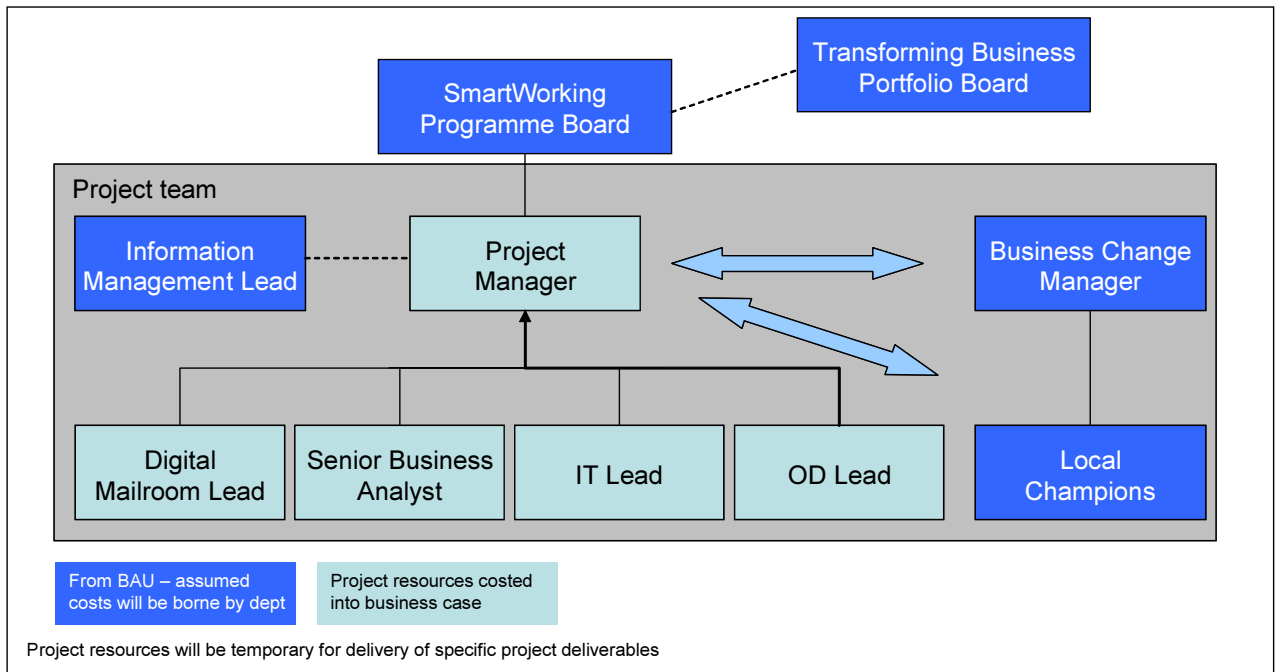 Transforming Business
Portfolio Board
SmartWorking
Programme Board
Project team
Information
Management Lead
Project
Manager
Business Change
Manager
Digital
Mailroom Lead
Senior Business
Analyst
IT Lead
OD Lead
Local
Champions
From BAU – assumed
costs will be borne by dept
Project resources costed
into business case
Project resources will be temporary for delivery of specific project deliverables